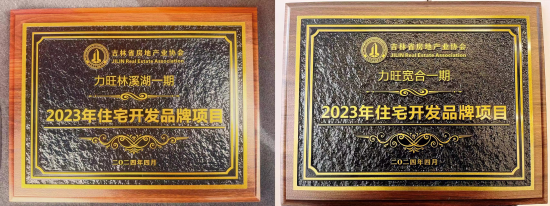 吉林省房地产业协会
JILIN Real Estate Association
力旺林溪湖一期
2023年住宅开发品牌项目
二〇二四年四月
吉林省房地产业协会
JILIN Real Estate Association
力旺宽合一期
2023年住宅开发品牌项目
二〇二四年四月